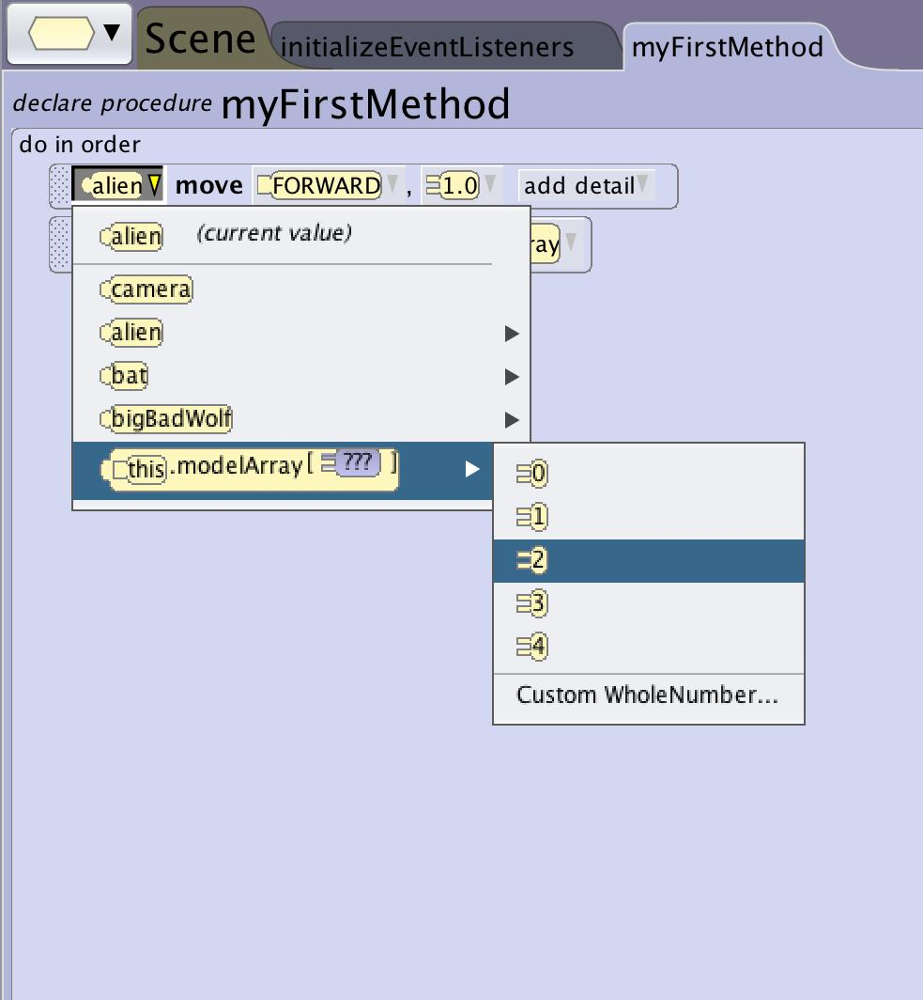 Scene initializeEventListeners myFirstMethod
declare procedure myFirstMethod
do in order
alien move FORWARD , 1.0 add detail
alien (current value)
ray
camera
alien
bat
bigBadWolf
this .modelArray[ ??? ]
0
1
2
3
4
Custom WholeNumber...